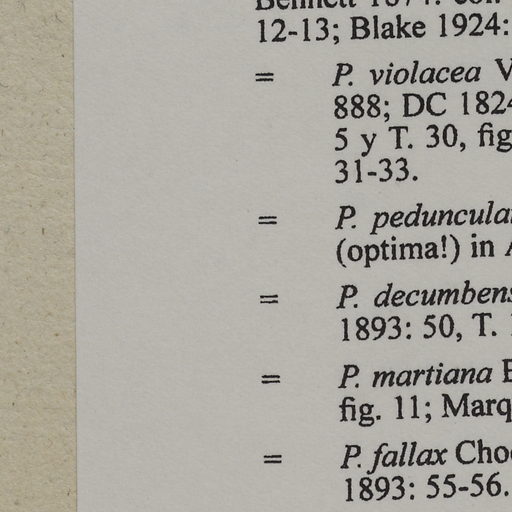 12-13; Blake 1924:
= P. violacea
888; DC 1824
5 y T. 30, fig
31-33.
= P. peduncula
(optima!) in
= P. decumbens
1893: 50, T.
= P. martiana
fig. 11; Marq
= P. fallax Cho
1893: 55-56.